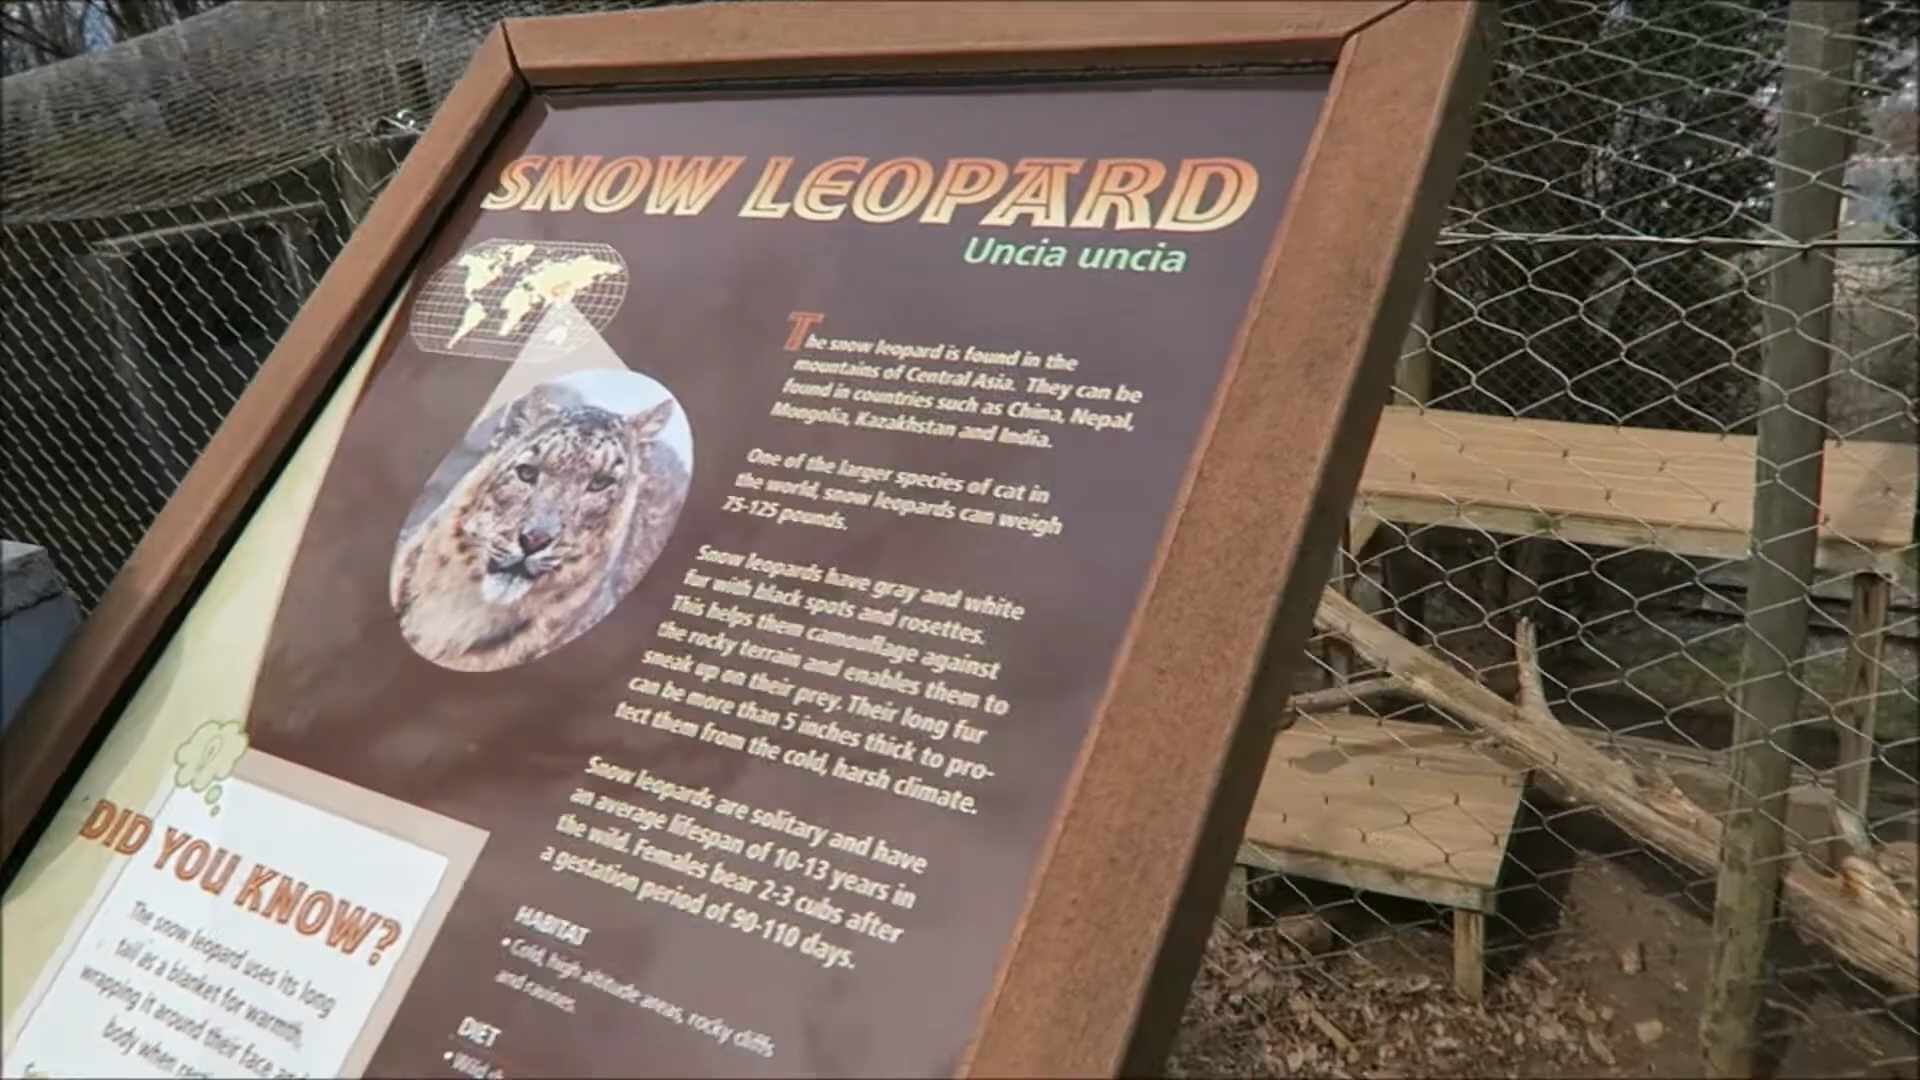 SNOW LEOPARD
Uncia uncia
The snow leopard is found in the
mountains of Central Asia. They can be
found in countries such as China, Nepal,
Mongolia, Kazakhstan and India.
One of the larger species of cat in
the world, snow leopards can weigh
75-125 pounds.
Snow leopards have gray and white
fur with black spots and rosettes.
This helps them camouflage against
the rocky terrain and enables them to
sneak up on their prey. Their long fur
can be more than 5 inches thick to pro-
tect them from the cold, harsh climate.
Snow leopards are solitary and have
an average lifespan of 10-13 years in
the wild. Females bear 2-3 cubs after
a gestation period of 90-110 days.
HABITAT
• Cold, high altitude areas, rocky cliffs
and ravines.
DIET
• Wild
DID YOU KNOW?
The snow leopard uses its long
tail as a blanket for warmth,
wrapping it around their face and
body when